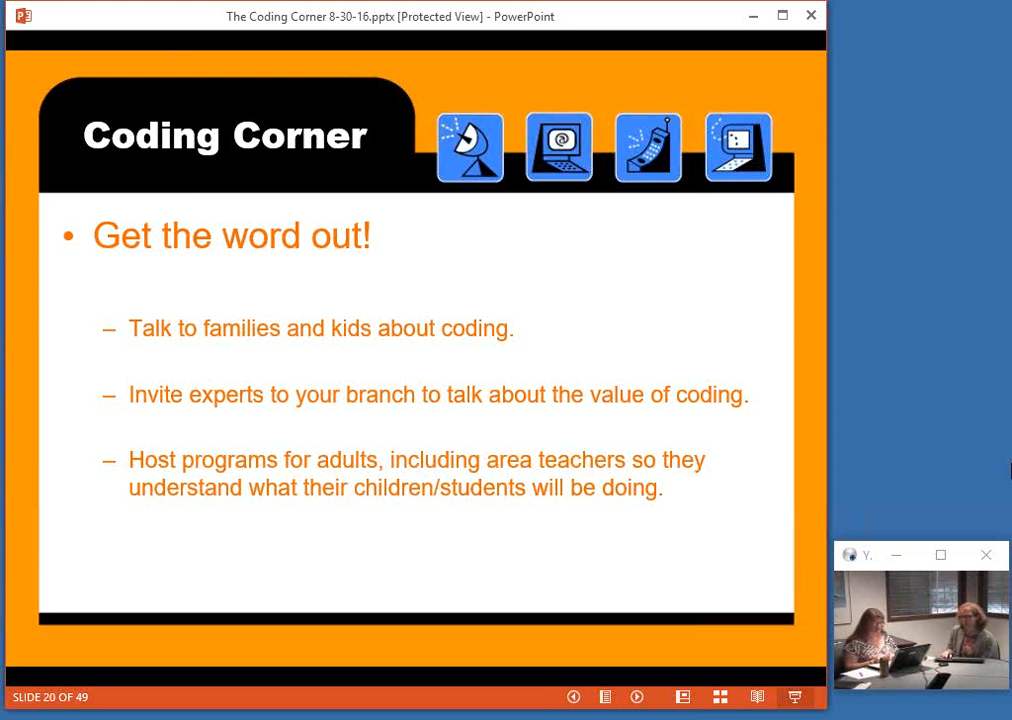 The Coding Corner 8-30-16.pptx [Protected View] - PowerPoint
Coding Corner
• Get the word out!
– Talk to families and kids about coding.
– Invite experts to your branch to talk about the value of coding.
– Host programs for adults, including area teachers so they
understand what their children/students will be doing.
Y.
SLIDE 20 OF 49